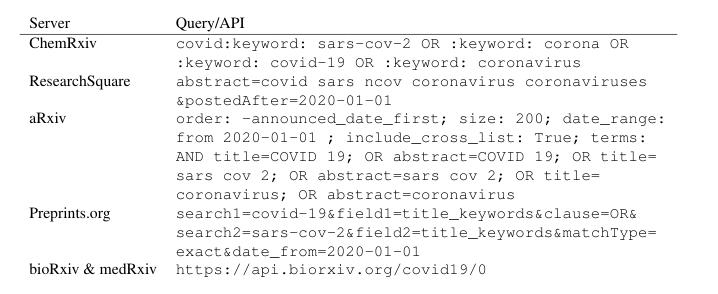 Server Query/API
ChemRxiv covid:keyword: sars-cov-2 OR :keyword: corona OR
:keyword: covid-19 OR :keyword: coronavirus
ResearchSquare abstract=covid sars ncov coronavirus coronaviruses
&postedAfter=2020-01-01
aRxiv order: -announced_date_first; size: 200; date_range:
from 2020-01-01 ; include_cross_list: True; terms:
AND title=COVID 19; OR abstract=COVID 19; OR title=
sars cov 2; OR abstract=sars cov 2; OR title=
coronavirus; OR abstract=coronavirus
Preprints.org search1=covid-19&field1=title_keywords&clause=OR&
search2=sars-cov-2&field2=title_keywords&matchType=
exact&date_from=2020-01-01
bioRxiv & medRxiv https://api.biorxiv.org/covid19/0